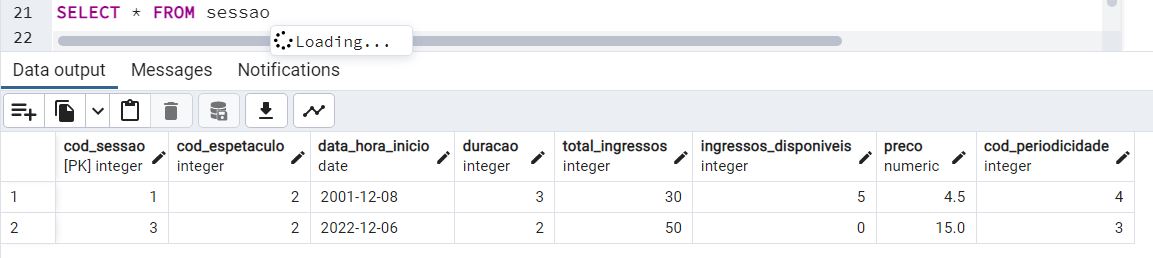 21 SELECT * FROM sessao
22
Loading...
Data output Messages Notifications
cod_sessao cod_espetaculo data_hora_inicio duracao total_ingressos ingressos_disponiveis preco cod_periodicidade
[PK] integer integer date integer integer integer numeric integer
1 1 2 2001-12-08 3 30 5 4.5 4
2 3 2 2022-12-06 2 50 0 15.0 3